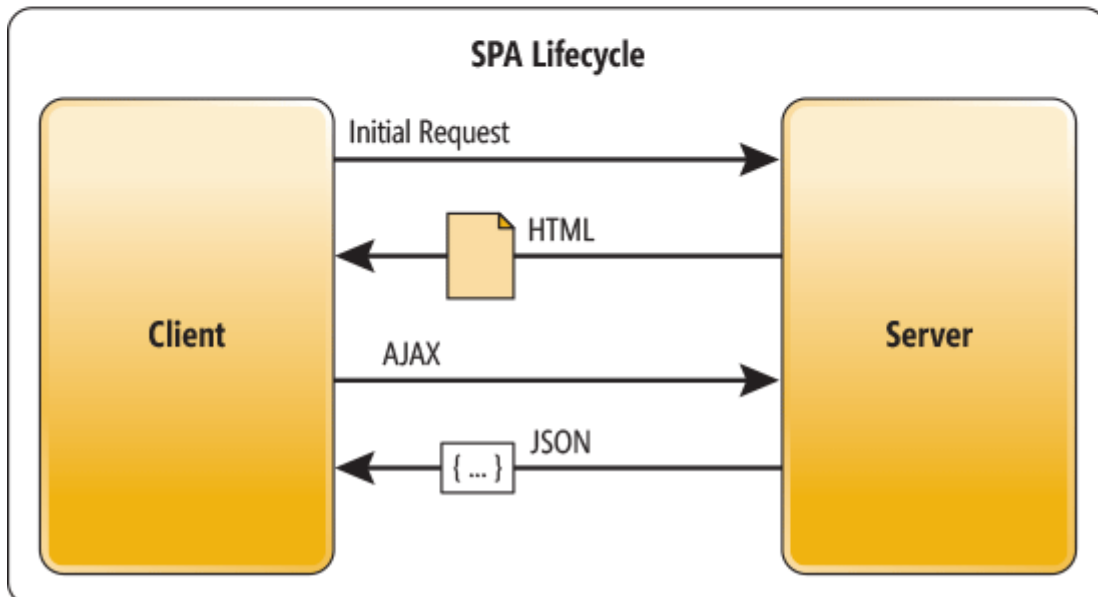 SPA Lifecycle
Initial Request
HTML
Client
Server
AJAX
JSON
{ ... }